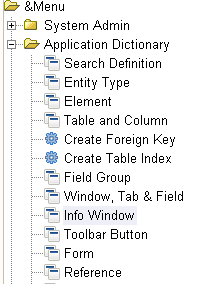 &Menu
System Admin
Application Dictionary
Search Definition
Entity Type
Element
Table and Column
Create Foreign Key
Create Table Index
Field Group
Window, Tab & Field
Info Window
Toolbar Button
Form
Reference